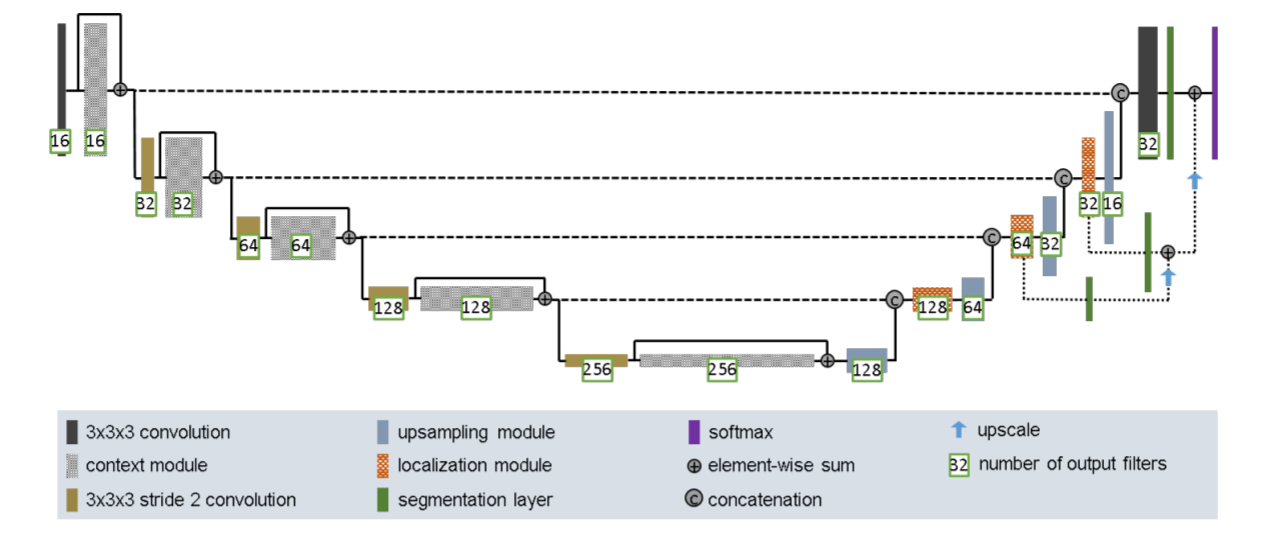 16
16
32
32
32
32
16
64
64
64
32
128
128
128
64
256
256
128
3x3x3 convolution
upsampling module
softmax
upscale
context module
localization module
element-wise sum
32
number of output filters
3x3x3 stride 2 convolution
segmentation layer
concatenation
+
+
+
+
+
+
+
+
C
C
C
C
C